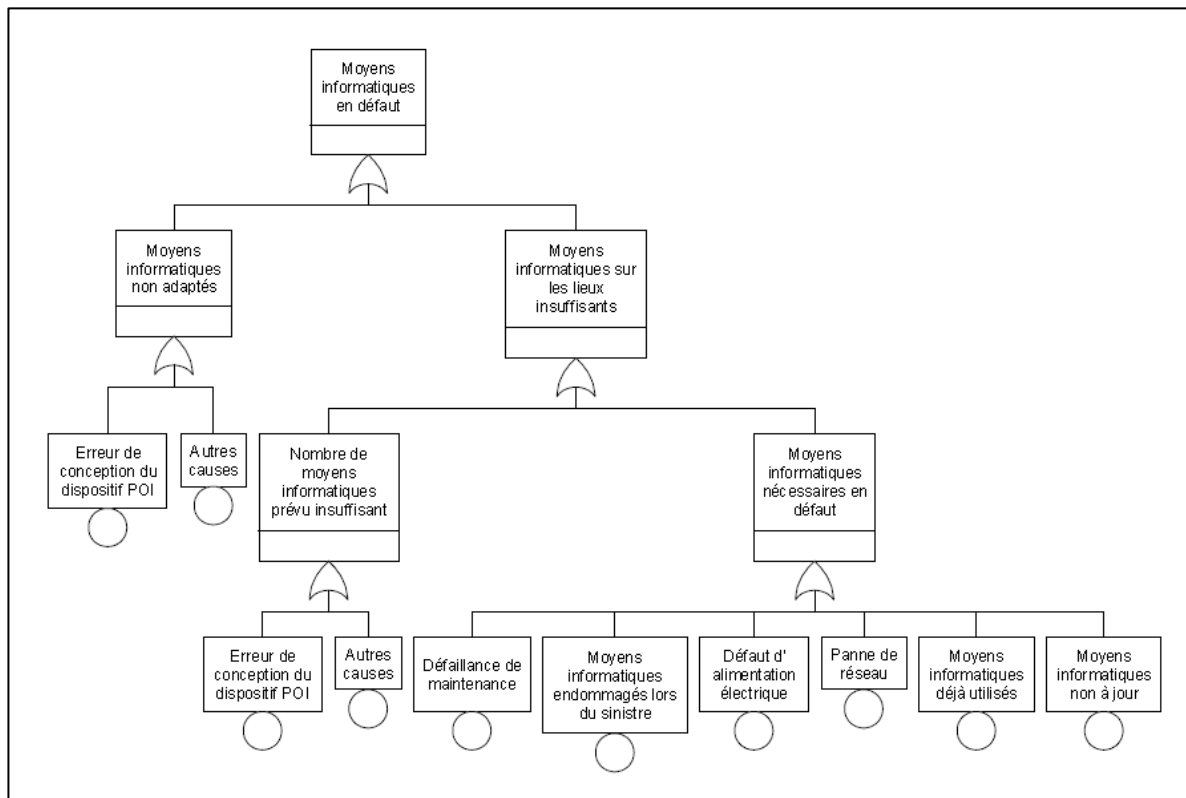 Moyens
informatiques
en défaut
Moyens
informatiques
non adaptés
Moyens
informatiques sur
les lieux
insuffisants
Erreur de
conception du
dispositif POI
Autres
causes
Nombre de
moyens
informatiques
prévu insuffisant
Moyens
informatiques
nécessaires en
défaut
Erreur de
conception du
dispositif POI
Autres
causes
Défaillance de
maintenance
Moyens
informatiques
endommagés lors
du sinistre
Défaut d'
alimentation
électrique
Panne de
réseau
Moyens
informatiques
déjà utilisés
Moyens
informatiques
non à jour